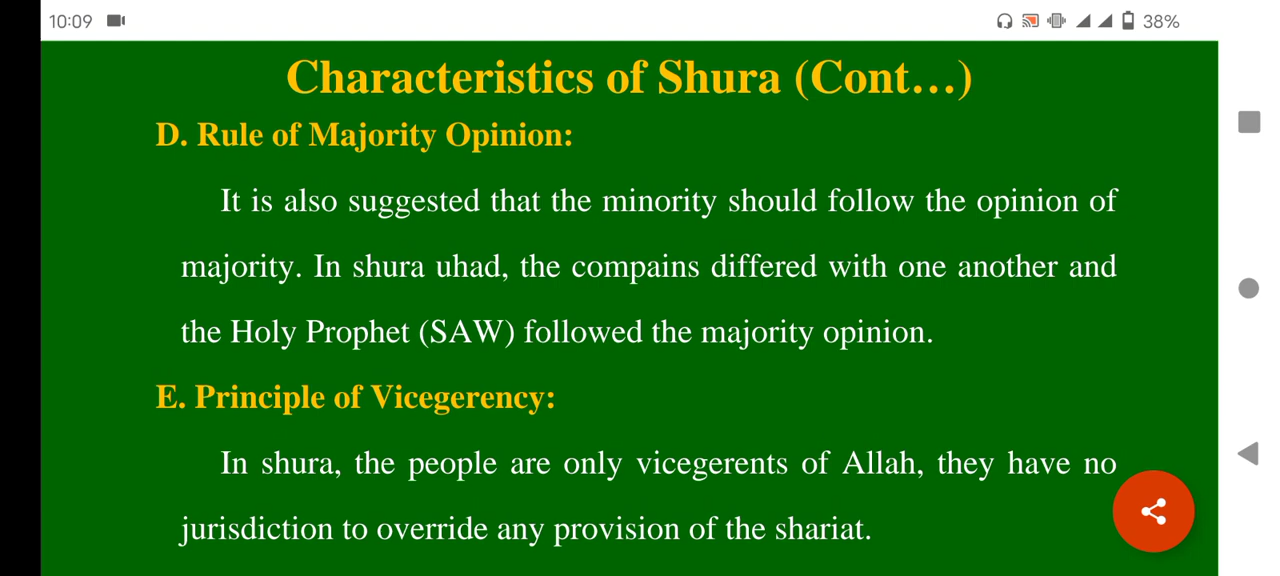 10:09
38%
Characteristics of Shura (Cont...)
D. Rule of Majority Opinion:
It is also suggested that the minority should follow the opinion of
majority. In shura uhad, the compains differed with one another and
the Holy Prophet (SAW) followed the majority opinion.
E. Principle of Vicegerency:
In shura, the people are only vicegerents of Allah, they have no
jurisdiction to override any provision of the shariat.